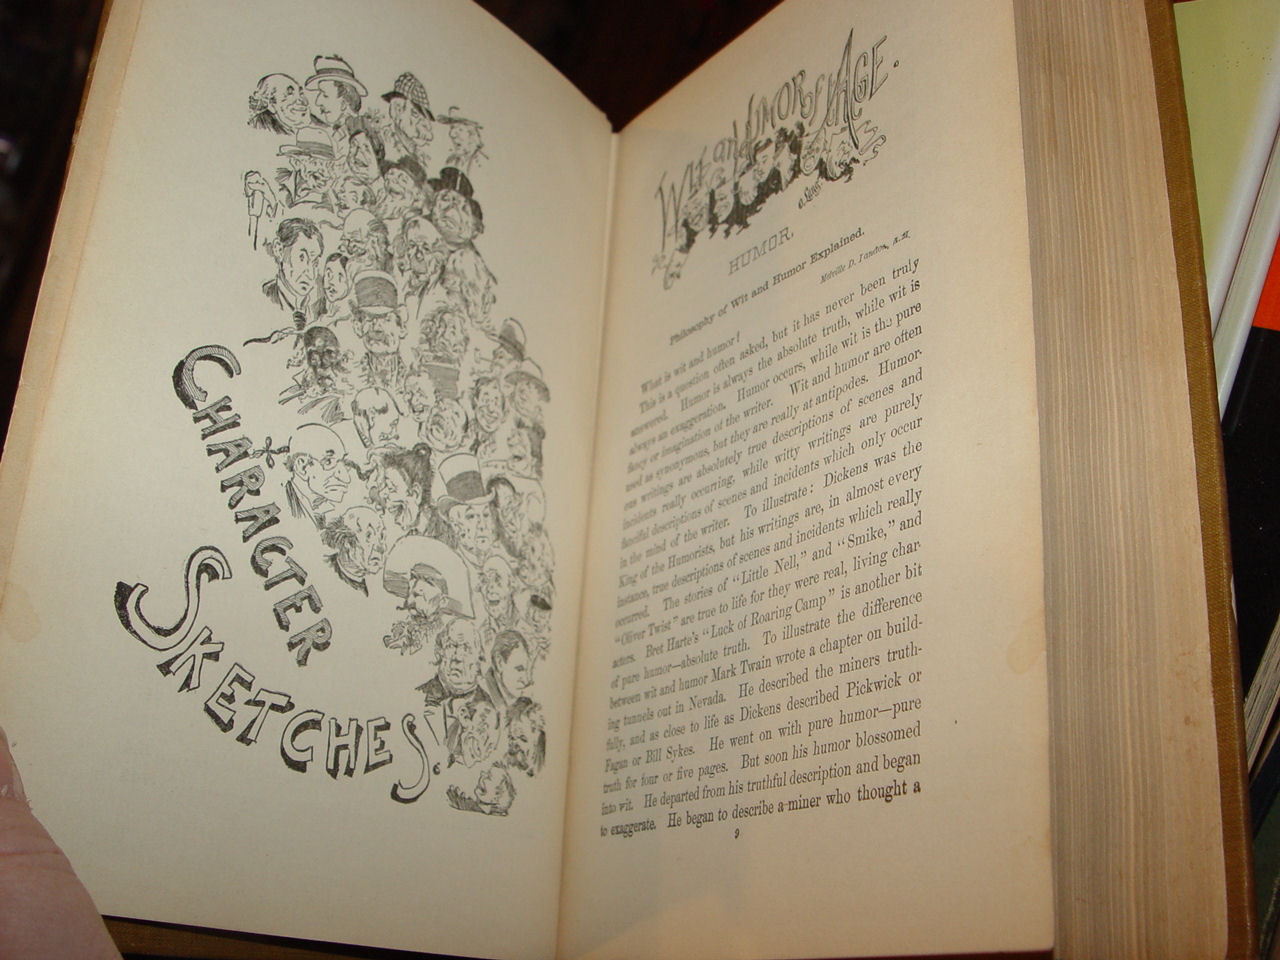 CHARACTER
SKETCHES.
WIT and HUMOR of the AGE.
HUMOR.
Philosophy of Wit and Humor Explained.
Melville D. Landon, A.M.
What is wit and humor?
This is a question often asked, but it has never been truly
answered. Humor is always the absolute truth, while wit is
always an exaggeration. Humor occurs, while wit is the pure
fancy or imagination of the writer. Wit and humor are often
used as synonymous, but they are really at antipodes. Humor-
ous writings are absolutely true descriptions of scenes and
incidents really occurring, while witty writings are purely
fanciful descriptions of scenes and incidents which only occur
in the mind of the writer. To illustrate: Dickens was the
King of the Humorists, but his writings are, in almost every
instance, true descriptions of scenes and incidents which really
occurred. The stories of "Little Nell," and "Smike," and
"Oliver Twist" are true to life for they were real, living char-
acters. Bret Harte's "Luck of Roaring Camp" is another bit
of pure humor—absolute truth. To illustrate the difference
between wit and humor Mark Twain wrote a chapter on build-
ing tunnels out in Nevada. He described the miners truth-
fully, and as close to life as Dickens described Pickwick or
Fagan or Bill Sykes. He went on with pure humor—pure
truth for four or five pages. But soon his humor blossomed
into wit. He departed from his truthful description and began
to exaggerate. He began to describe a miner who thought a
9